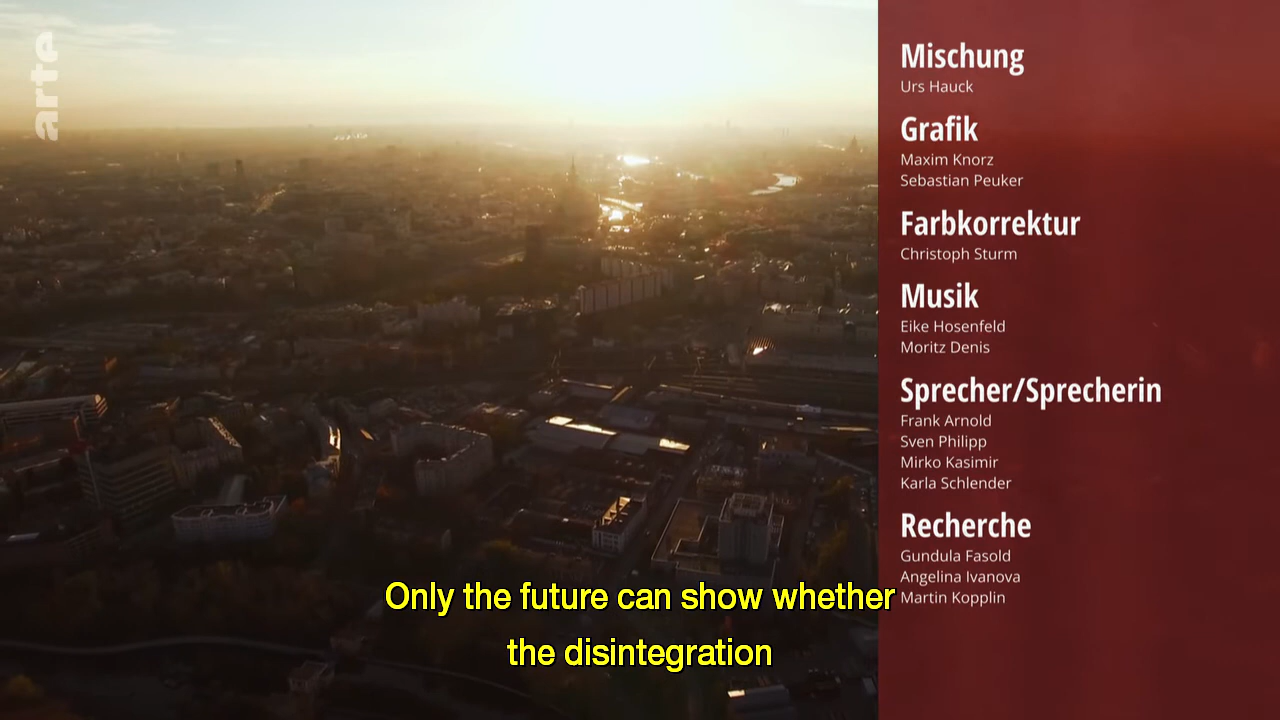 arte
Mischung
Urs Hauck
Grafik
Maxim Knorz
Sebastian Peuker
Farbkorrektur
Christoph Sturm
Musik
Eike Hosenfeld
Moritz Denis
Sprecher/Sprecherin
Frank Arnold
Sven Philipp
Mirko Kasimir
Karla Schlender
Recherche
Gundula Fasold
Angelina Ivanova
Martin Kopplin
Only the future can show whether
the disintegration